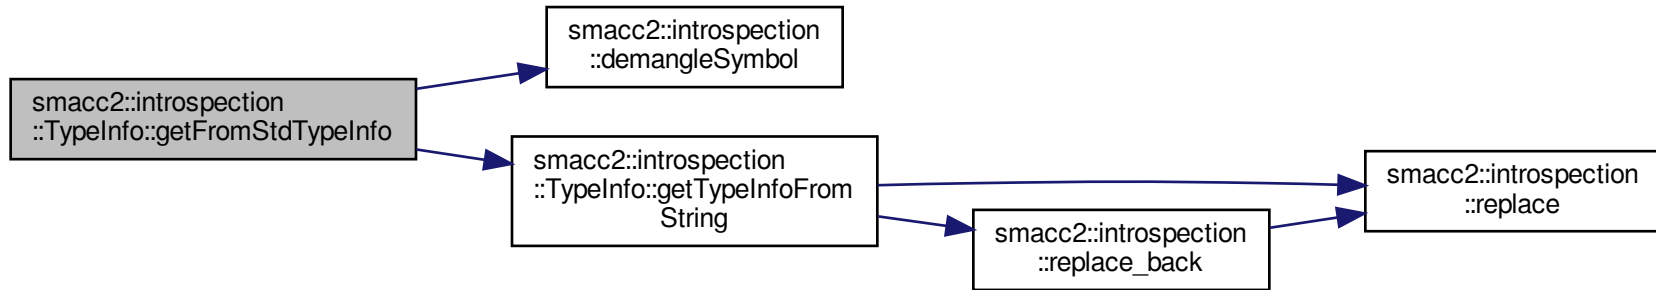 smacc2::introspection
::demangleSymbol
smacc2::introspection
::TypeInfo::getFromStdTypeInfo
smacc2::introspection
::TypeInfo::getTypeInfoFrom
String
smacc2::introspection
::replace
smacc2::introspection
::replace_back